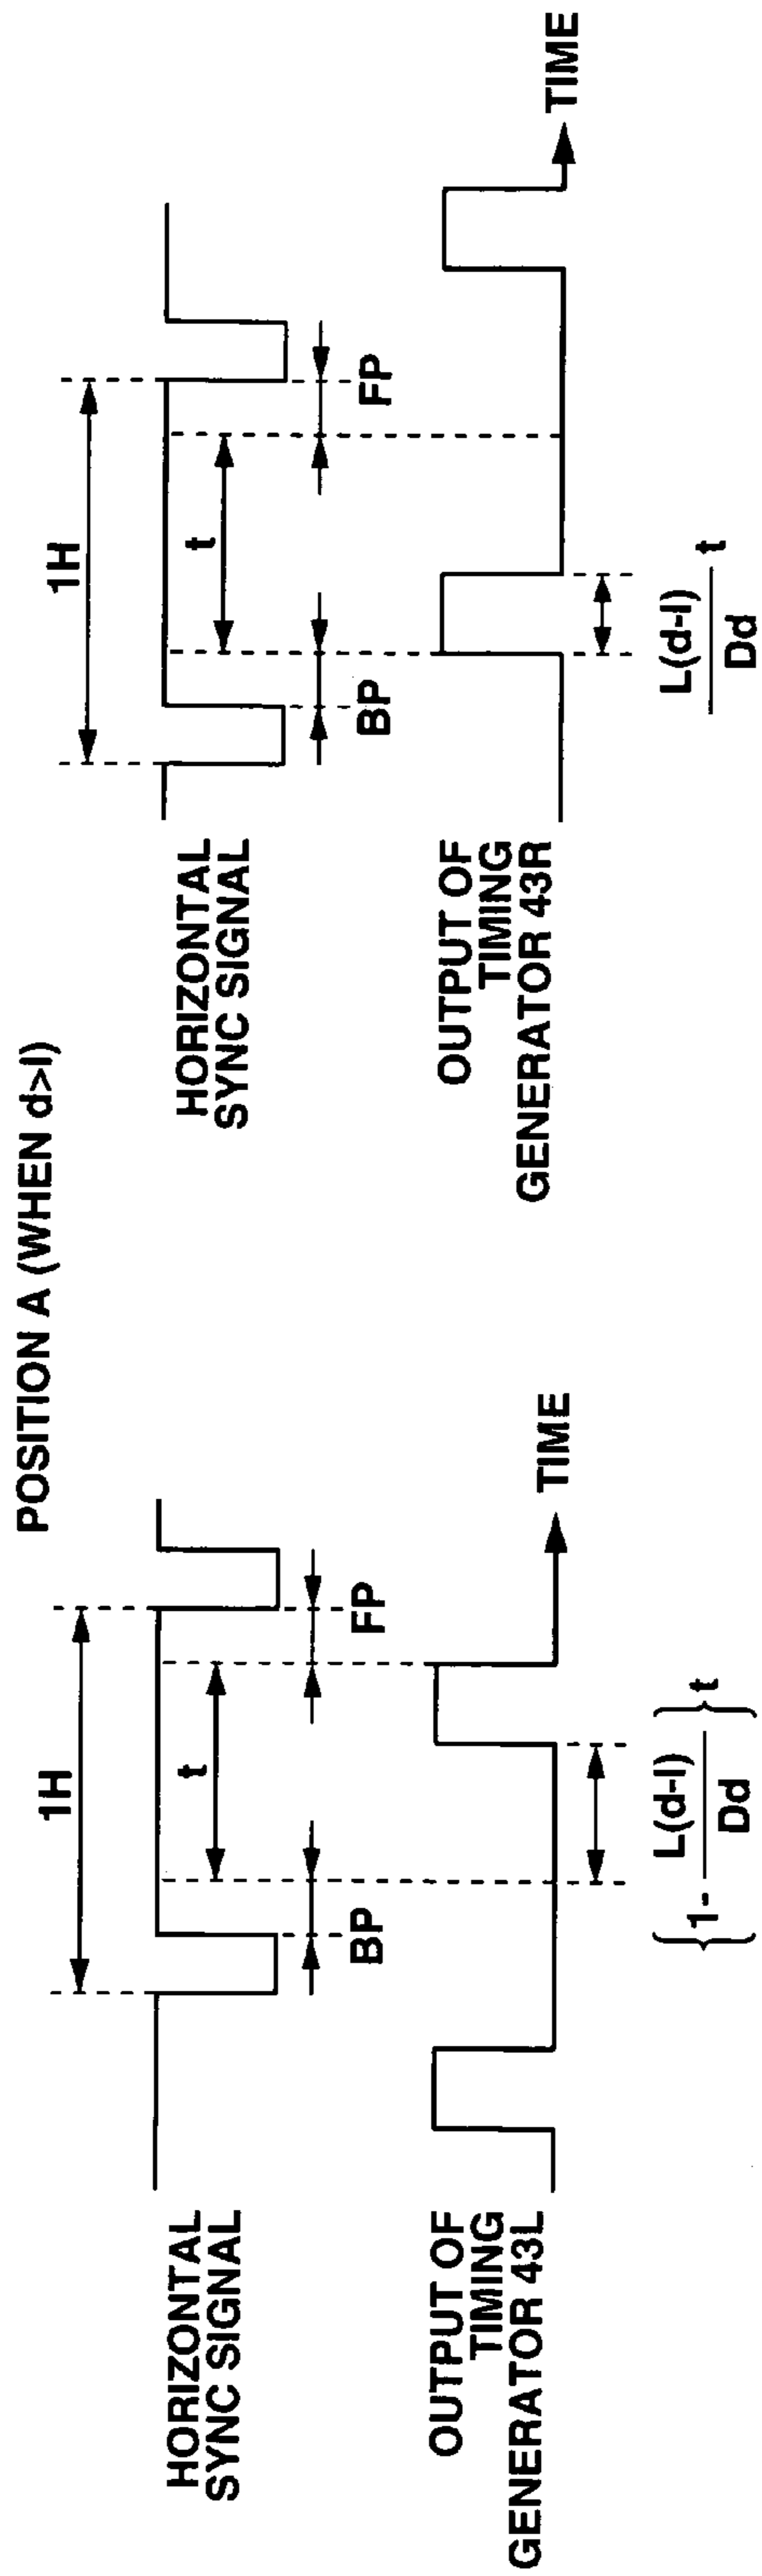 POSITION A (WHEN d>l)
HORIZONTAL
SYNC SIGNAL
1H
t
BP
FP
OUTPUT OF
TIMING
GENERATOR 43L
TIME
{1- L(d-l)/Dd} t
HORIZONTAL
SYNC SIGNAL
1H
t
BP
FP
OUTPUT OF
TIMING
GENERATOR 43R
TIME
L(d-l)/Dd t